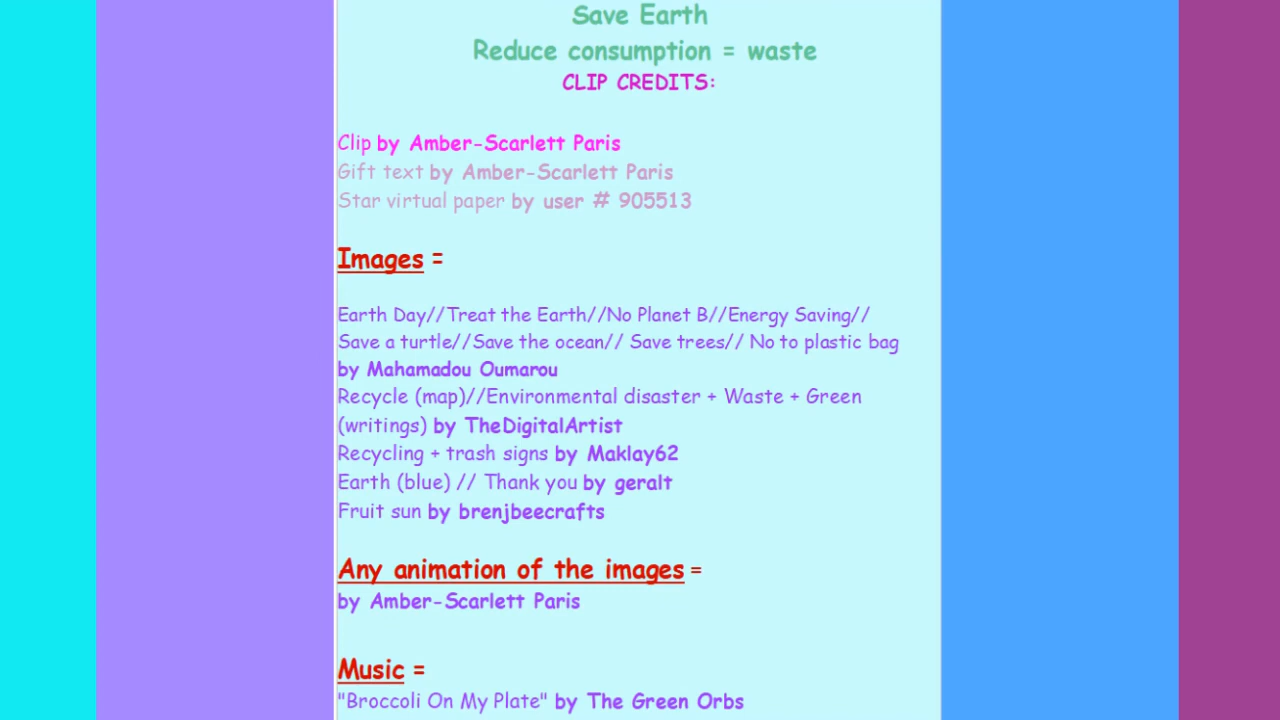 Save Earth
Reduce consumption = waste
CLIP CREDITS:
Clip by Amber-Scarlett Paris
Gift text by Amber-Scarlett Paris
Star virtual paper by user # 905513
Images =
Earth Day//Treat the Earth//No Planet B//Energy Saving//
Save a turtle//Save the ocean// Save trees// No to plastic bag
by Mahamadou Oumarou
Recycle (map)//Environmental disaster + Waste + Green
(writings) by TheDigitalArtist
Recycling + trash signs by Maklay62
Earth (blue) // Thank you by geralt
Fruit sun by brenjbeecrafts
Any animation of the images =
by Amber-Scarlett Paris
Music =
"Broccoli On My Plate" by The Green Orbs